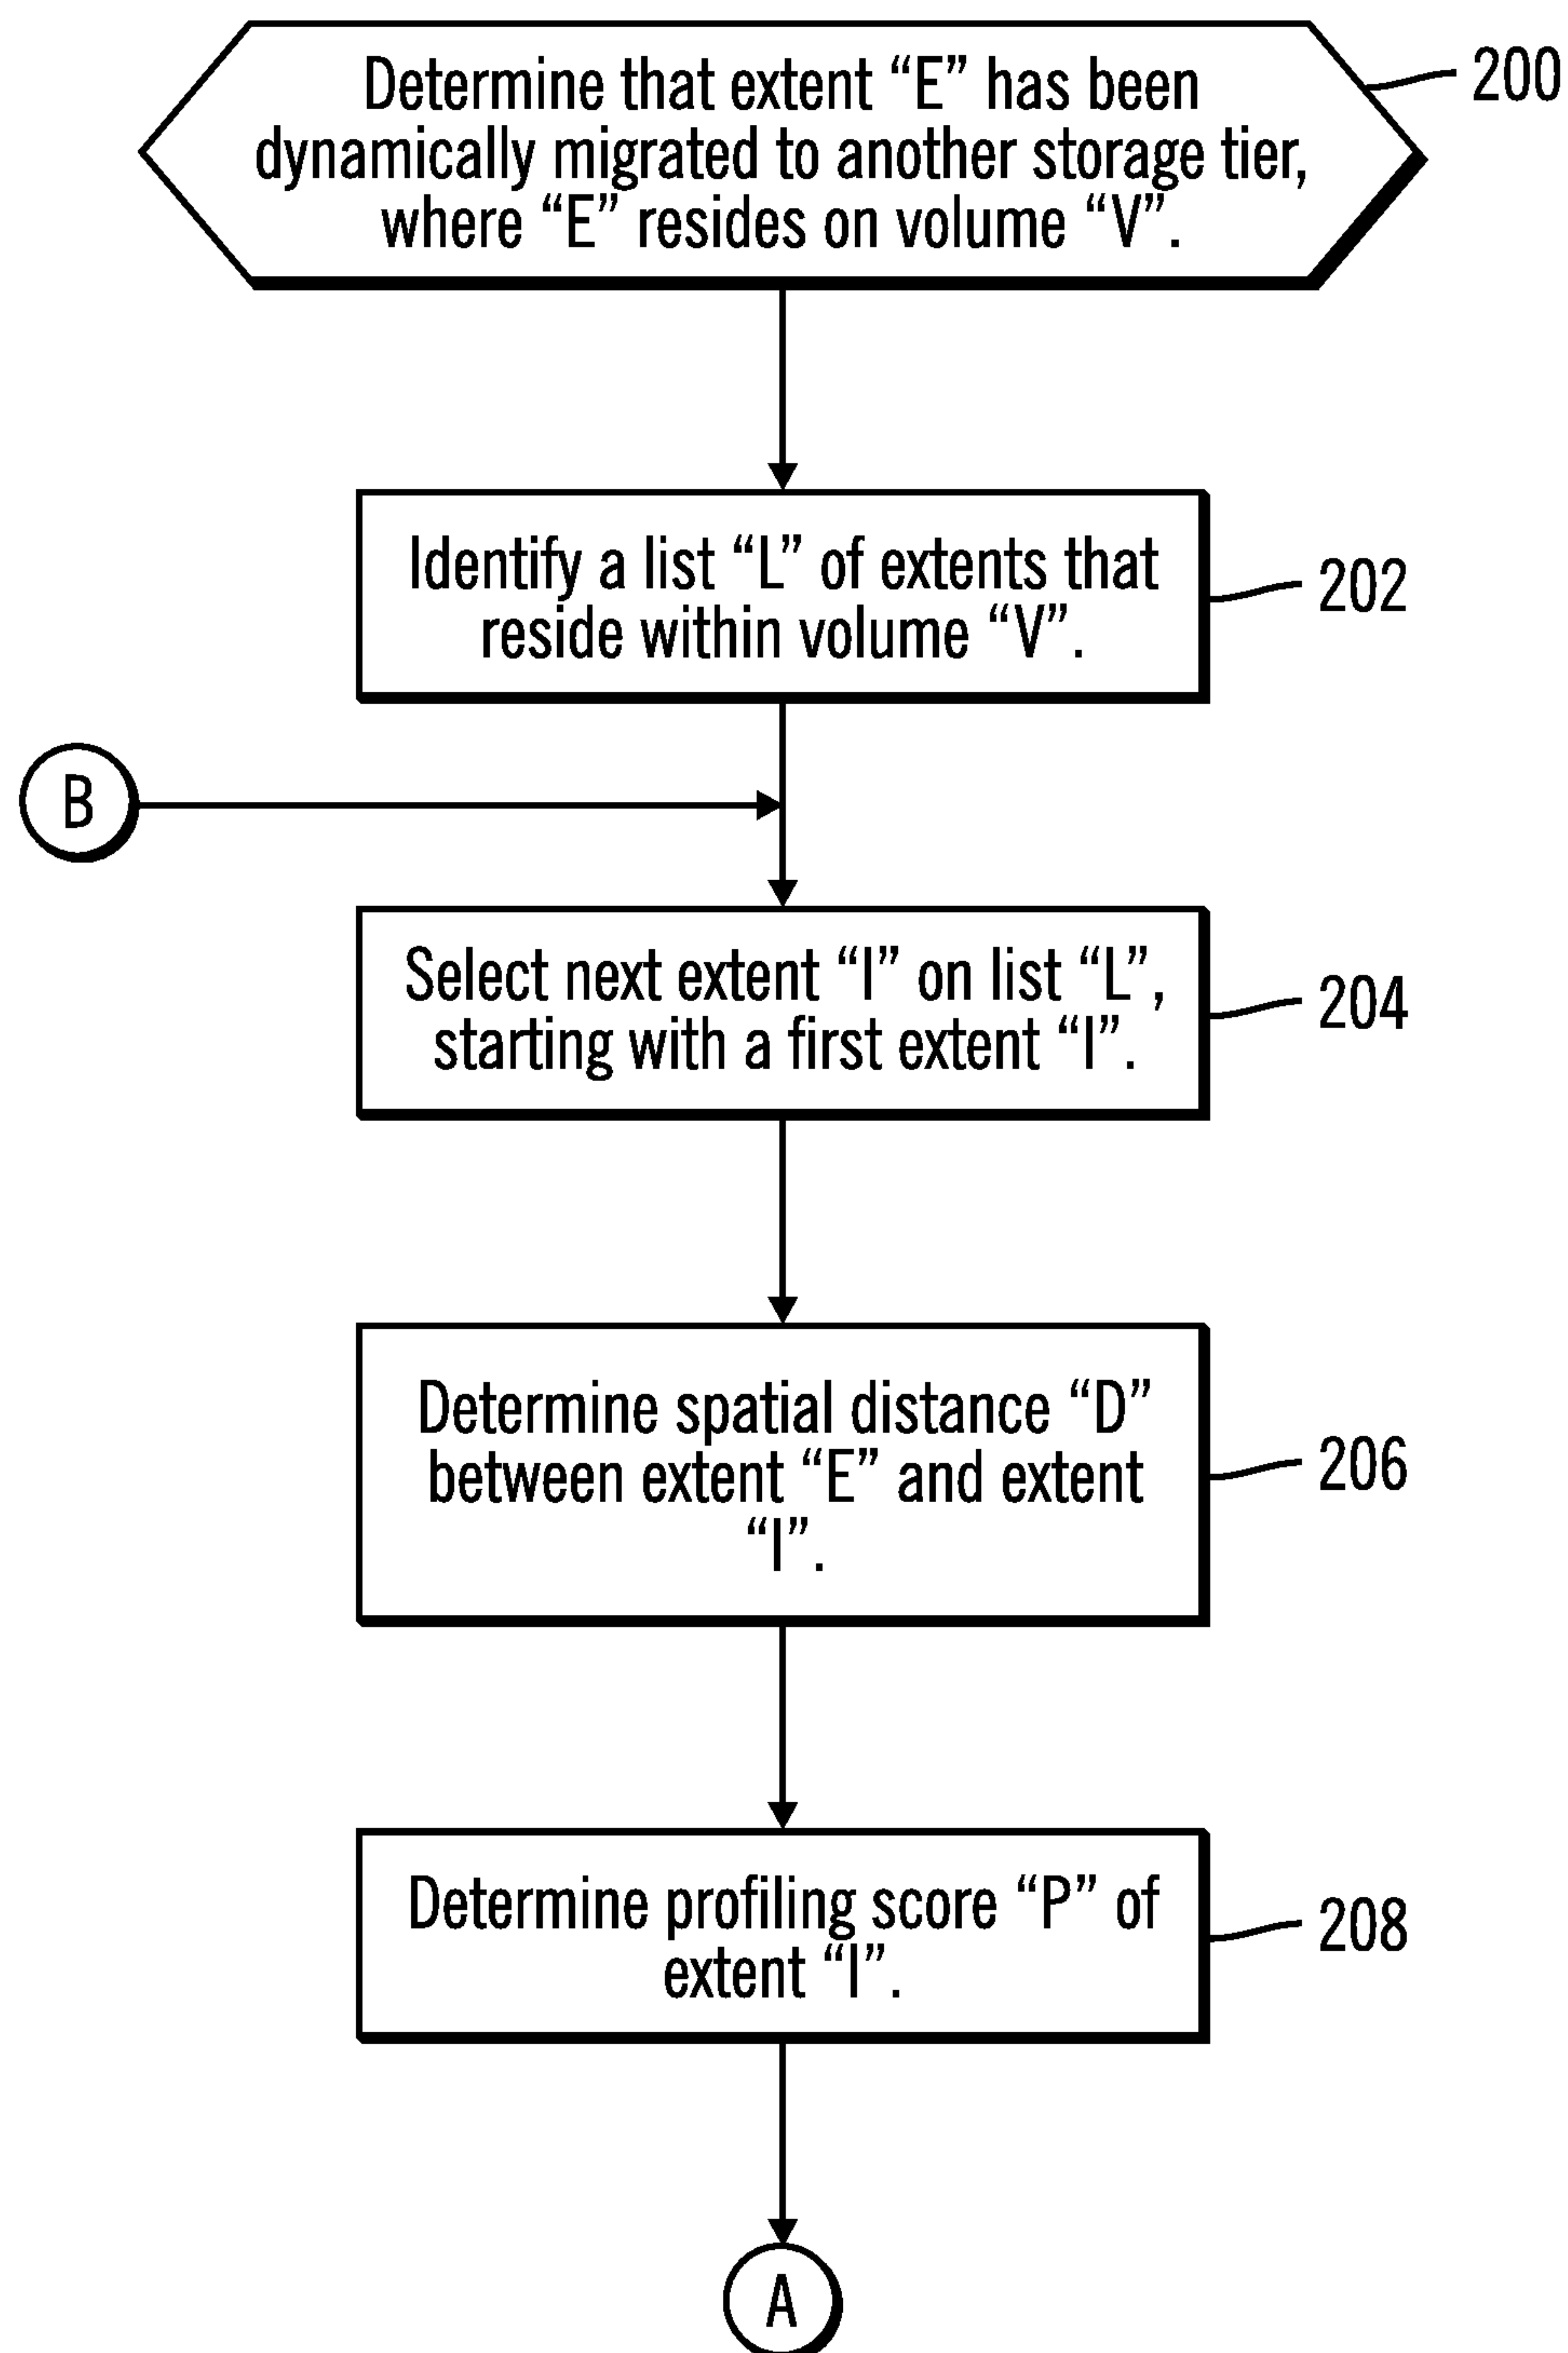 Determine that extent “E” has been
dynamically migrated to another storage tier,
where “E” resides on volume “V”.
200
Identify a list “L” of extents that
reside within volume “V”.
202
B
Select next extent “I” on list “L” ,
starting with a first extent “I”.
204
Determine spatial distance “D”
between extent “E” and extent
“I”.
206
Determine profiling score “P” of
extent “I”.
208
A